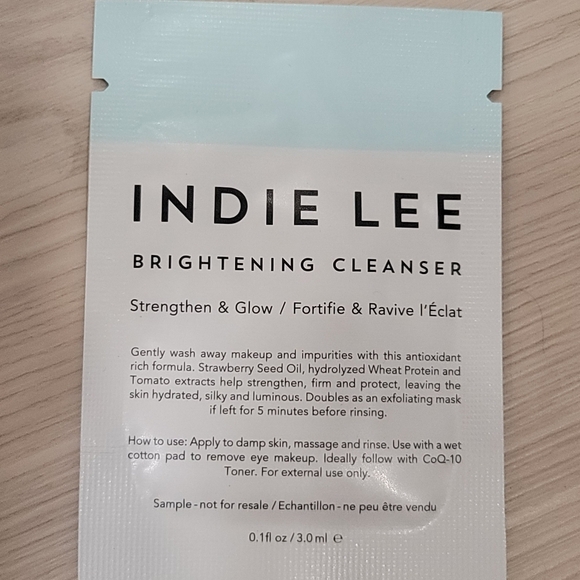 INDIE LEE
BRIGHTENING CLEANSER
Strengthen & Glow / Fortifie & Ravive l'Éclat
Gently wash away makeup and impurities with this antioxidant
rich formula. Strawberry Seed Oil, hydrolyzed Wheat Protein and
Tomato extracts help strengthen, firm and protect, leaving the
skin hydrated, silky and luminous. Doubles as an exfoliating mask
if left for 5 minutes before rinsing.
How to use: Apply to damp skin, massage and rinse. Use with a wet
cotton pad to remove eye makeup. Ideally follow with CoQ-10
Toner. For external use only.
Sample - not for resale / Echantillon - ne peu être vendu
0.1fl oz / 3.0 ml ℮